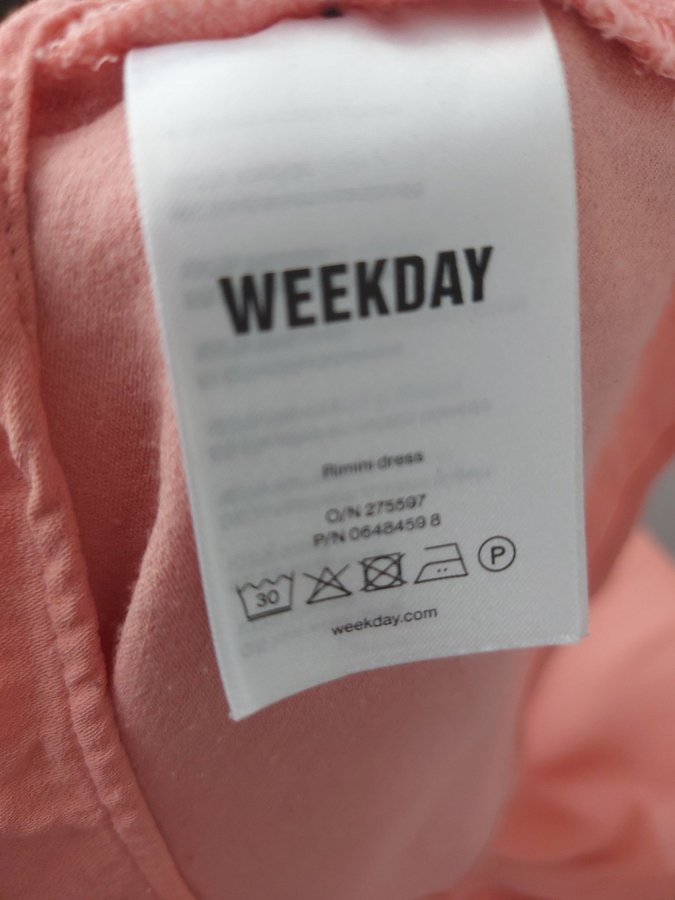 WEEKDAY
Rimini dress
O/N 275597
P/N 0648459 8
30 P
weekday.com